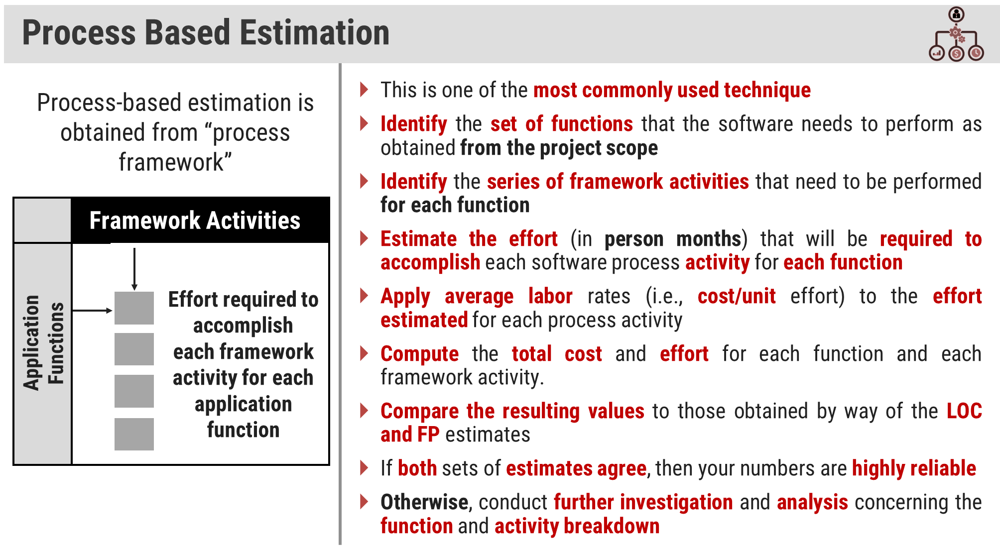 Process Based Estimation
Process-based estimation is
obtained from “process
framework”
Framework Activities
Application
Functions
Effort required to
accomplish
each framework
activity for each
application
function
This is one of the most commonly used technique
Identify the set of functions that the software needs to perform as
obtained from the project scope
Identify the series of framework activities that need to be performed
for each function
Estimate the effort (in person months) that will be required to
accomplish each software process activity for each function
Apply average labor rates (i.e., cost/unit effort) to the effort
estimated for each process activity
Compute the total cost and effort for each function and each
framework activity.
Compare the resulting values to those obtained by way of the LOC
and FP estimates
If both sets of estimates agree, then your numbers are highly reliable
Otherwise, conduct further investigation and analysis concerning the
function and activity breakdown